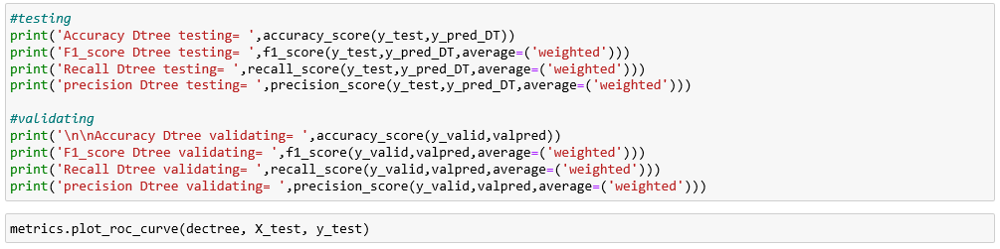 #testing
print('Accuracy Dtree testing= ',accuracy_score(y_test,y_pred_DT))
print('F1_score Dtree testing= ',f1_score(y_test,y_pred_DT,average=('weighted')))
print('Recall Dtree testing= ',recall_score(y_test,y_pred_DT,average=('weighted')))
print('precision Dtree testing= ',precision_score(y_test,y_pred_DT,average=('weighted')))
#validating
print('\n\nAccuracy Dtree validating= ',accuracy_score(y_valid,valpred))
print('F1_score Dtree validating= ',f1_score(y_valid,valpred,average=('weighted')))
print('Recall Dtree validating= ',recall_score(y_valid,valpred,average=('weighted')))
print('precision Dtree validating= ',precision_score(y_valid,valpred,average=('weighted')))
metrics.plot_roc_curve(dectree, X_test, y_test)